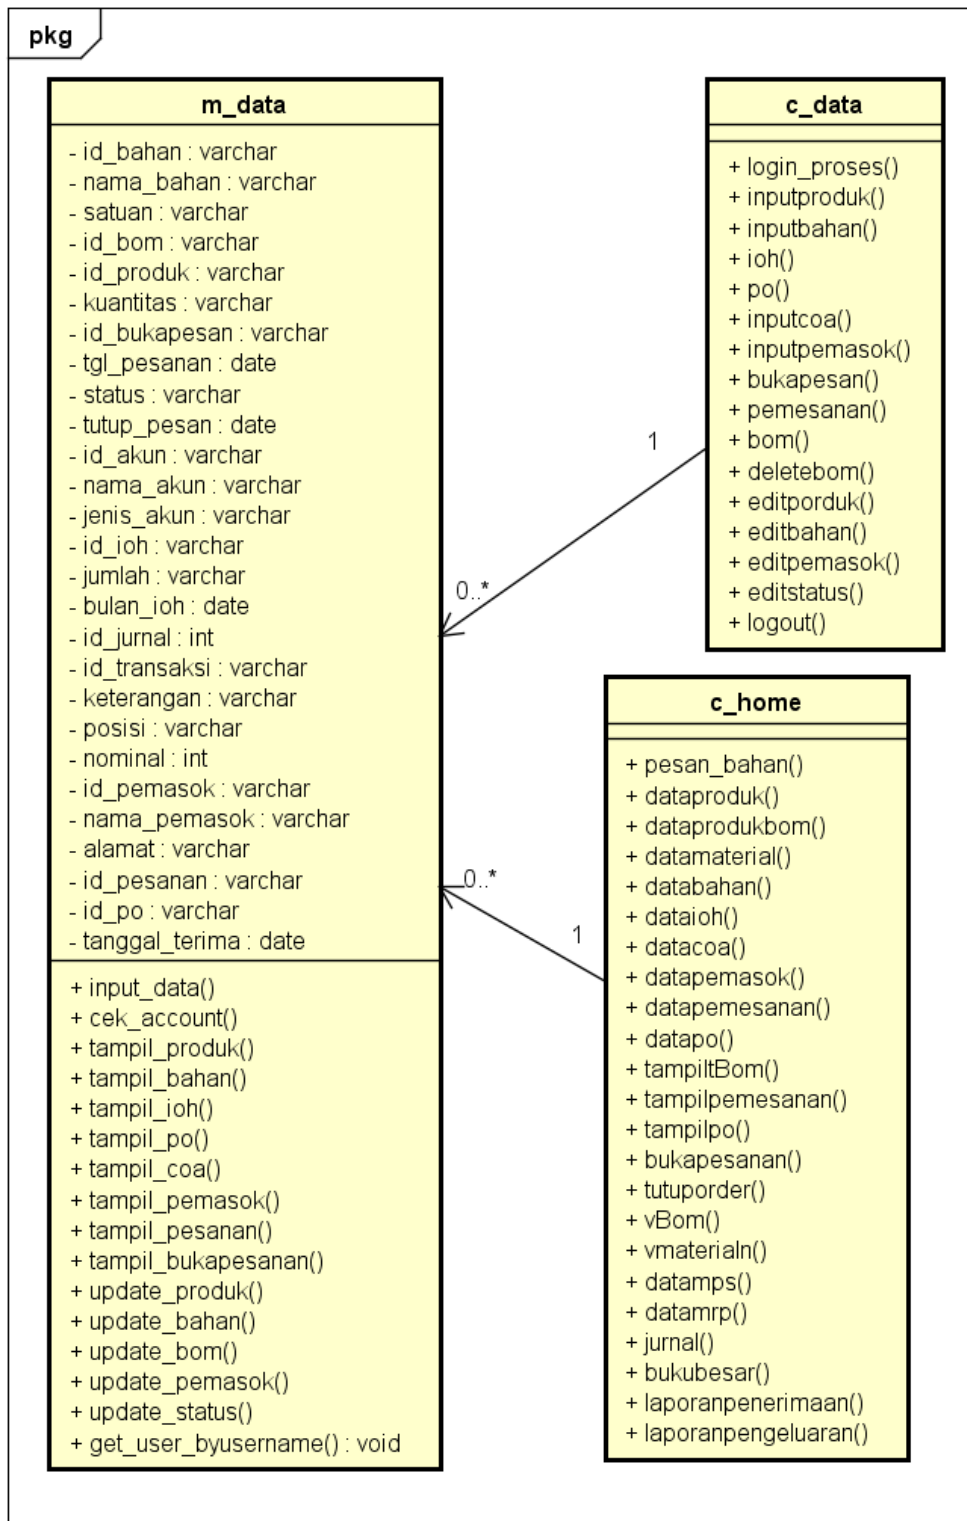 pkg
m_data
- id_bahan : varchar
- nama_bahan : varchar
- satuan : varchar
- id_bom : varchar
- id_produk : varchar
- kuantitas : varchar
- id_bukapesan : varchar
- tgl_pesanan : date
- status : varchar
- tutup_pesan : date
- id_akun : varchar
- nama_akun : varchar
- jenis_akun : varchar
- id_ioh : varchar
- jumlah : varchar
- bulan_ioh : date
- id_jurnal : int
- id_transaksi : varchar
- keterangan : varchar
- posisi : varchar
- nominal : int
- id_pemasok : varchar
- nama_pemasok : varchar
- alamat : varchar
- id_pesanan : varchar
- id_po : varchar
- tanggal_terima : date
+ input_data()
+ cek_account()
+ tampil_produk()
+ tampil_bahan()
+ tampil_ioh()
+ tampil_po()
+ tampil_coa()
+ tampil_pemasok()
+ tampil_pesanan()
+ tampil_bukapesanan()
+ update_produk()
+ update_bahan()
+ update_bom()
+ update_pemasok()
+ update_status()
+ get_user_byusername() : void
c_data
+ login_proses()
+ inputproduk()
+ inputbahan()
+ ioh()
+ po()
+ inputcoa()
+ inputpemasok()
+ bukapesan()
+ pemesanan()
+ bom()
+ deletebom()
+ editporduk()
+ editbahan()
+ editpemasok()
+ editstatus()
+ logout()
1
0..*
c_home
+ pesan_bahan()
+ dataproduk()
+ dataprodukbom()
+ datamaterial()
+ databahan()
+ dataioh()
+ datacoa()
+ datapemasok()
+ datapemesanan()
+ datapo()
+ tampiltBom()
+ tampilpemesanan()
+ tampilpo()
+ bukapesanan()
+ tutuporder()
+ vBom()
+ vmaterialn()
+ datamps()
+ datamrp()
+ jurnal()
+ bukubesar()
+ laporanpenerimaan()
+ laporanpengeluaran()
0..*
1